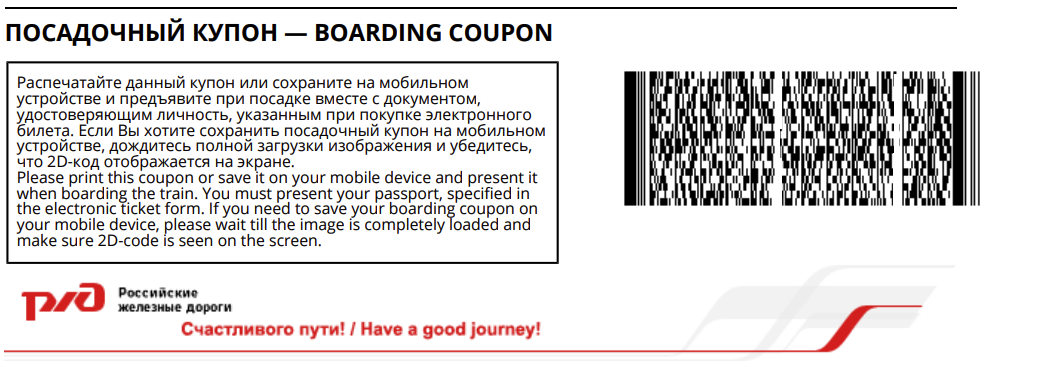 ПОСАДОЧНЫЙ КУПОН — BOARDING COUPON
Распечатайте данный купон или сохраните на мобильном
устройстве и предъявите при посадке вместе с документом,
удостоверяющим личность, указанным при покупке электронного
билета. Если Вы хотите сохранить посадочный купон на мобильном
устройстве, дождитесь полной загрузки изображения и убедитесь,
что 2D-код отображается на экране.
Please print this coupon or save it on your mobile device and present it
when boarding the train. You must present your passport, specified in
the electronic ticket form. If you need to save your boarding coupon on
your mobile device, please wait till the image is completely loaded and
make sure 2D-code is seen on the screen.
ржд Российские
железные дороги
Счастливого пути! / Have a good journey!